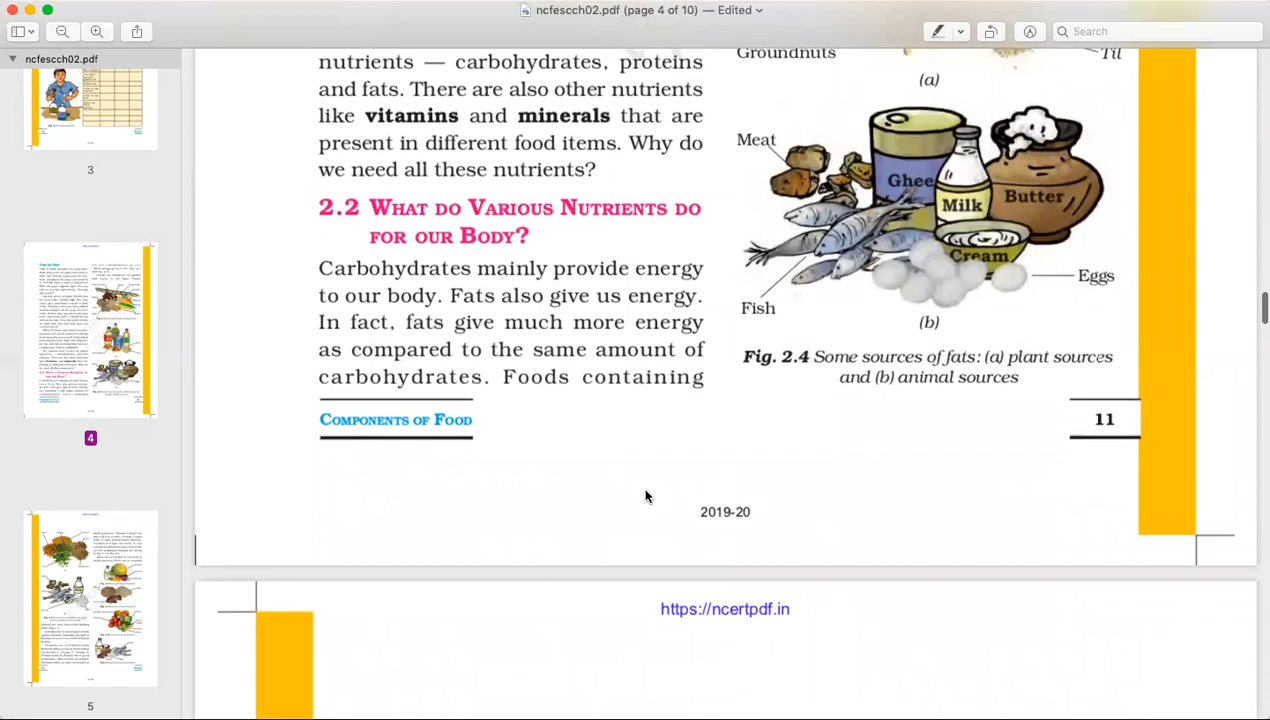 ncfescch02.pdf (page 4 of 10) — Edited
Search
ncfescch02.pdf
3
4
5
nutrients — carbohydrates, proteins
and fats. There are also other nutrients
like vitamins and minerals that are
present in different food items. Why do
we need all these nutrients?
2.2 WHAT DO VARIOUS NUTRIENTS DO
FOR OUR BODY?
Carbohydrates mainly provide energy
to our body. Fats also give us energy.
In fact, fats give much more energy
as compared to the same amount of
carbohydrates. Foods containing
Groundnuts
Til
(a)
Meat
Ghee
Milk
Butter
Cream
Eggs
Fish
(b)
Fig. 2.4 Some sources of fats: (a) plant sources
and (b) animal sources
COMPONENTS OF FOOD
11
2019-20
https://ncertpdf.in